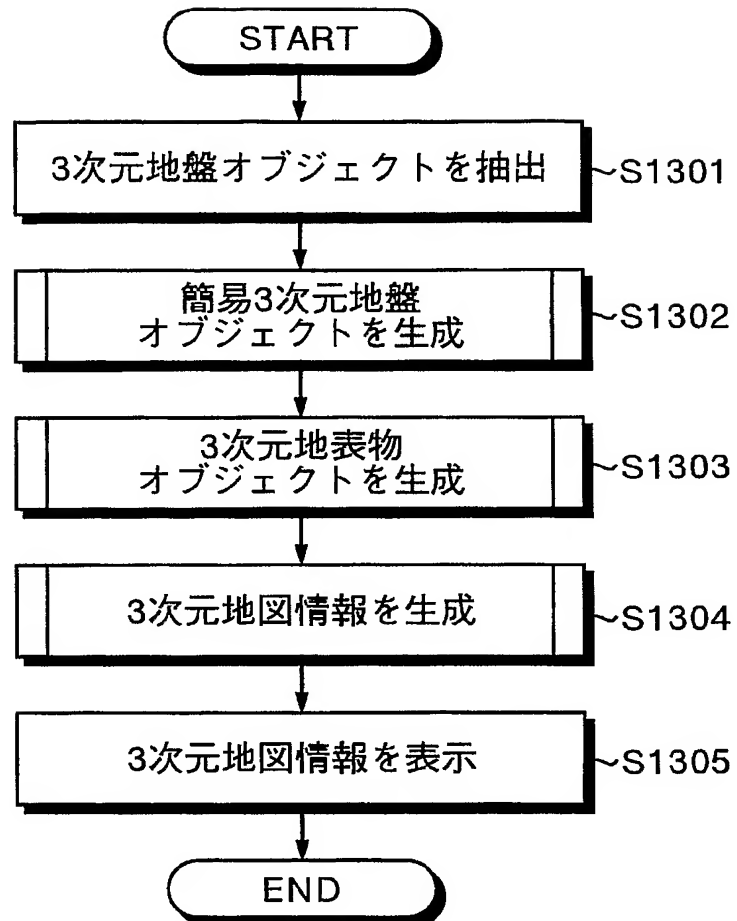 START
3次元地盤オブジェクトを抽出
~S1301
簡易3次元地盤
オブジェクトを生成
~S1302
3次元地表物
オブジェクトを生成
~S1303
3次元地図情報を生成
~S1304
3次元地図情報を表示
~S1305
END